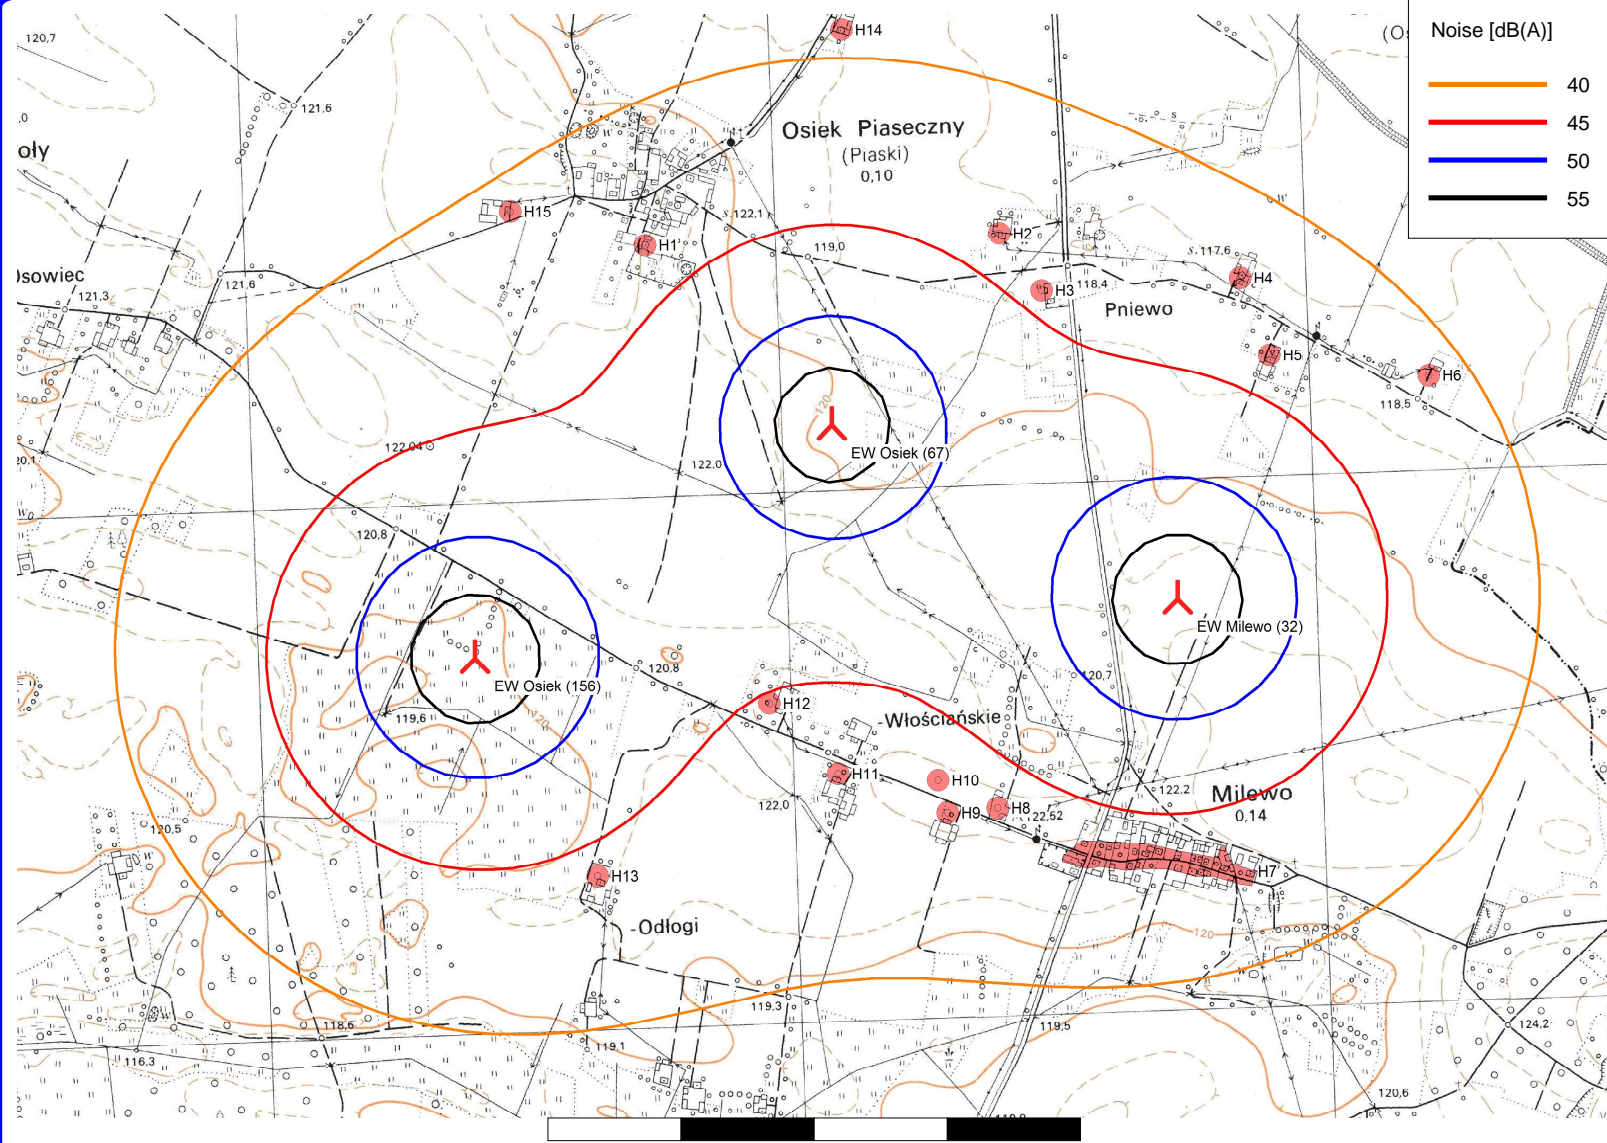 Noise [dB(A)]
40
45
50
55
H14
120,7
121,6
Osiek Piaseczny
(Piaski)
0,10
oły
H15
S. 122,1
H1
119,0
H2
S. 117,6
H4
H3
118,4
Pniewo
121,6
121,3
H5
H6
118,5
122,04
120
EW Osiek (67)
122,0
120,8
EW Milewo (32)
120,8
EW Osiek (156)
119,6
120
120,7
H12
-Włościańskie
H11
H10
122,0
H9
H8
122,52
122,2
Milewo
0,14
120,5
H7
H13
-Odłogi
120
119,3
118,6
119,5
119,1
116,3
124,2
120,6